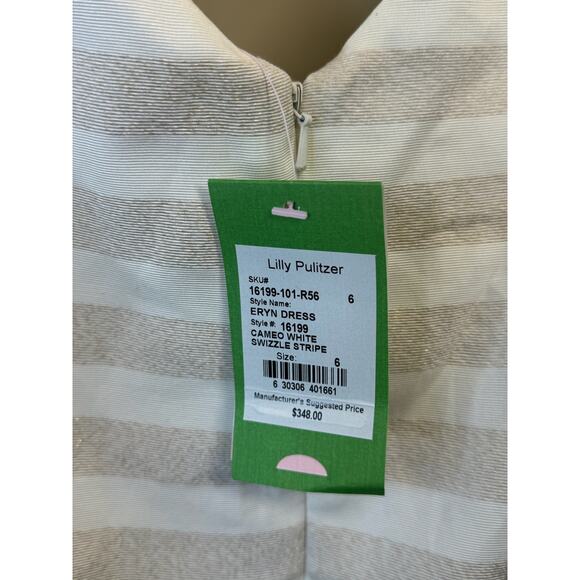 Lilly Pulitzer
SKU#
16199-101-R56 6
Style Name:
ERYN DRESS
Style #: 16199
CAMEO WHITE
SWIZZLE STRIPE
Size: 6
6 30306 401661
Manufacturer's Suggested Price
$348.00